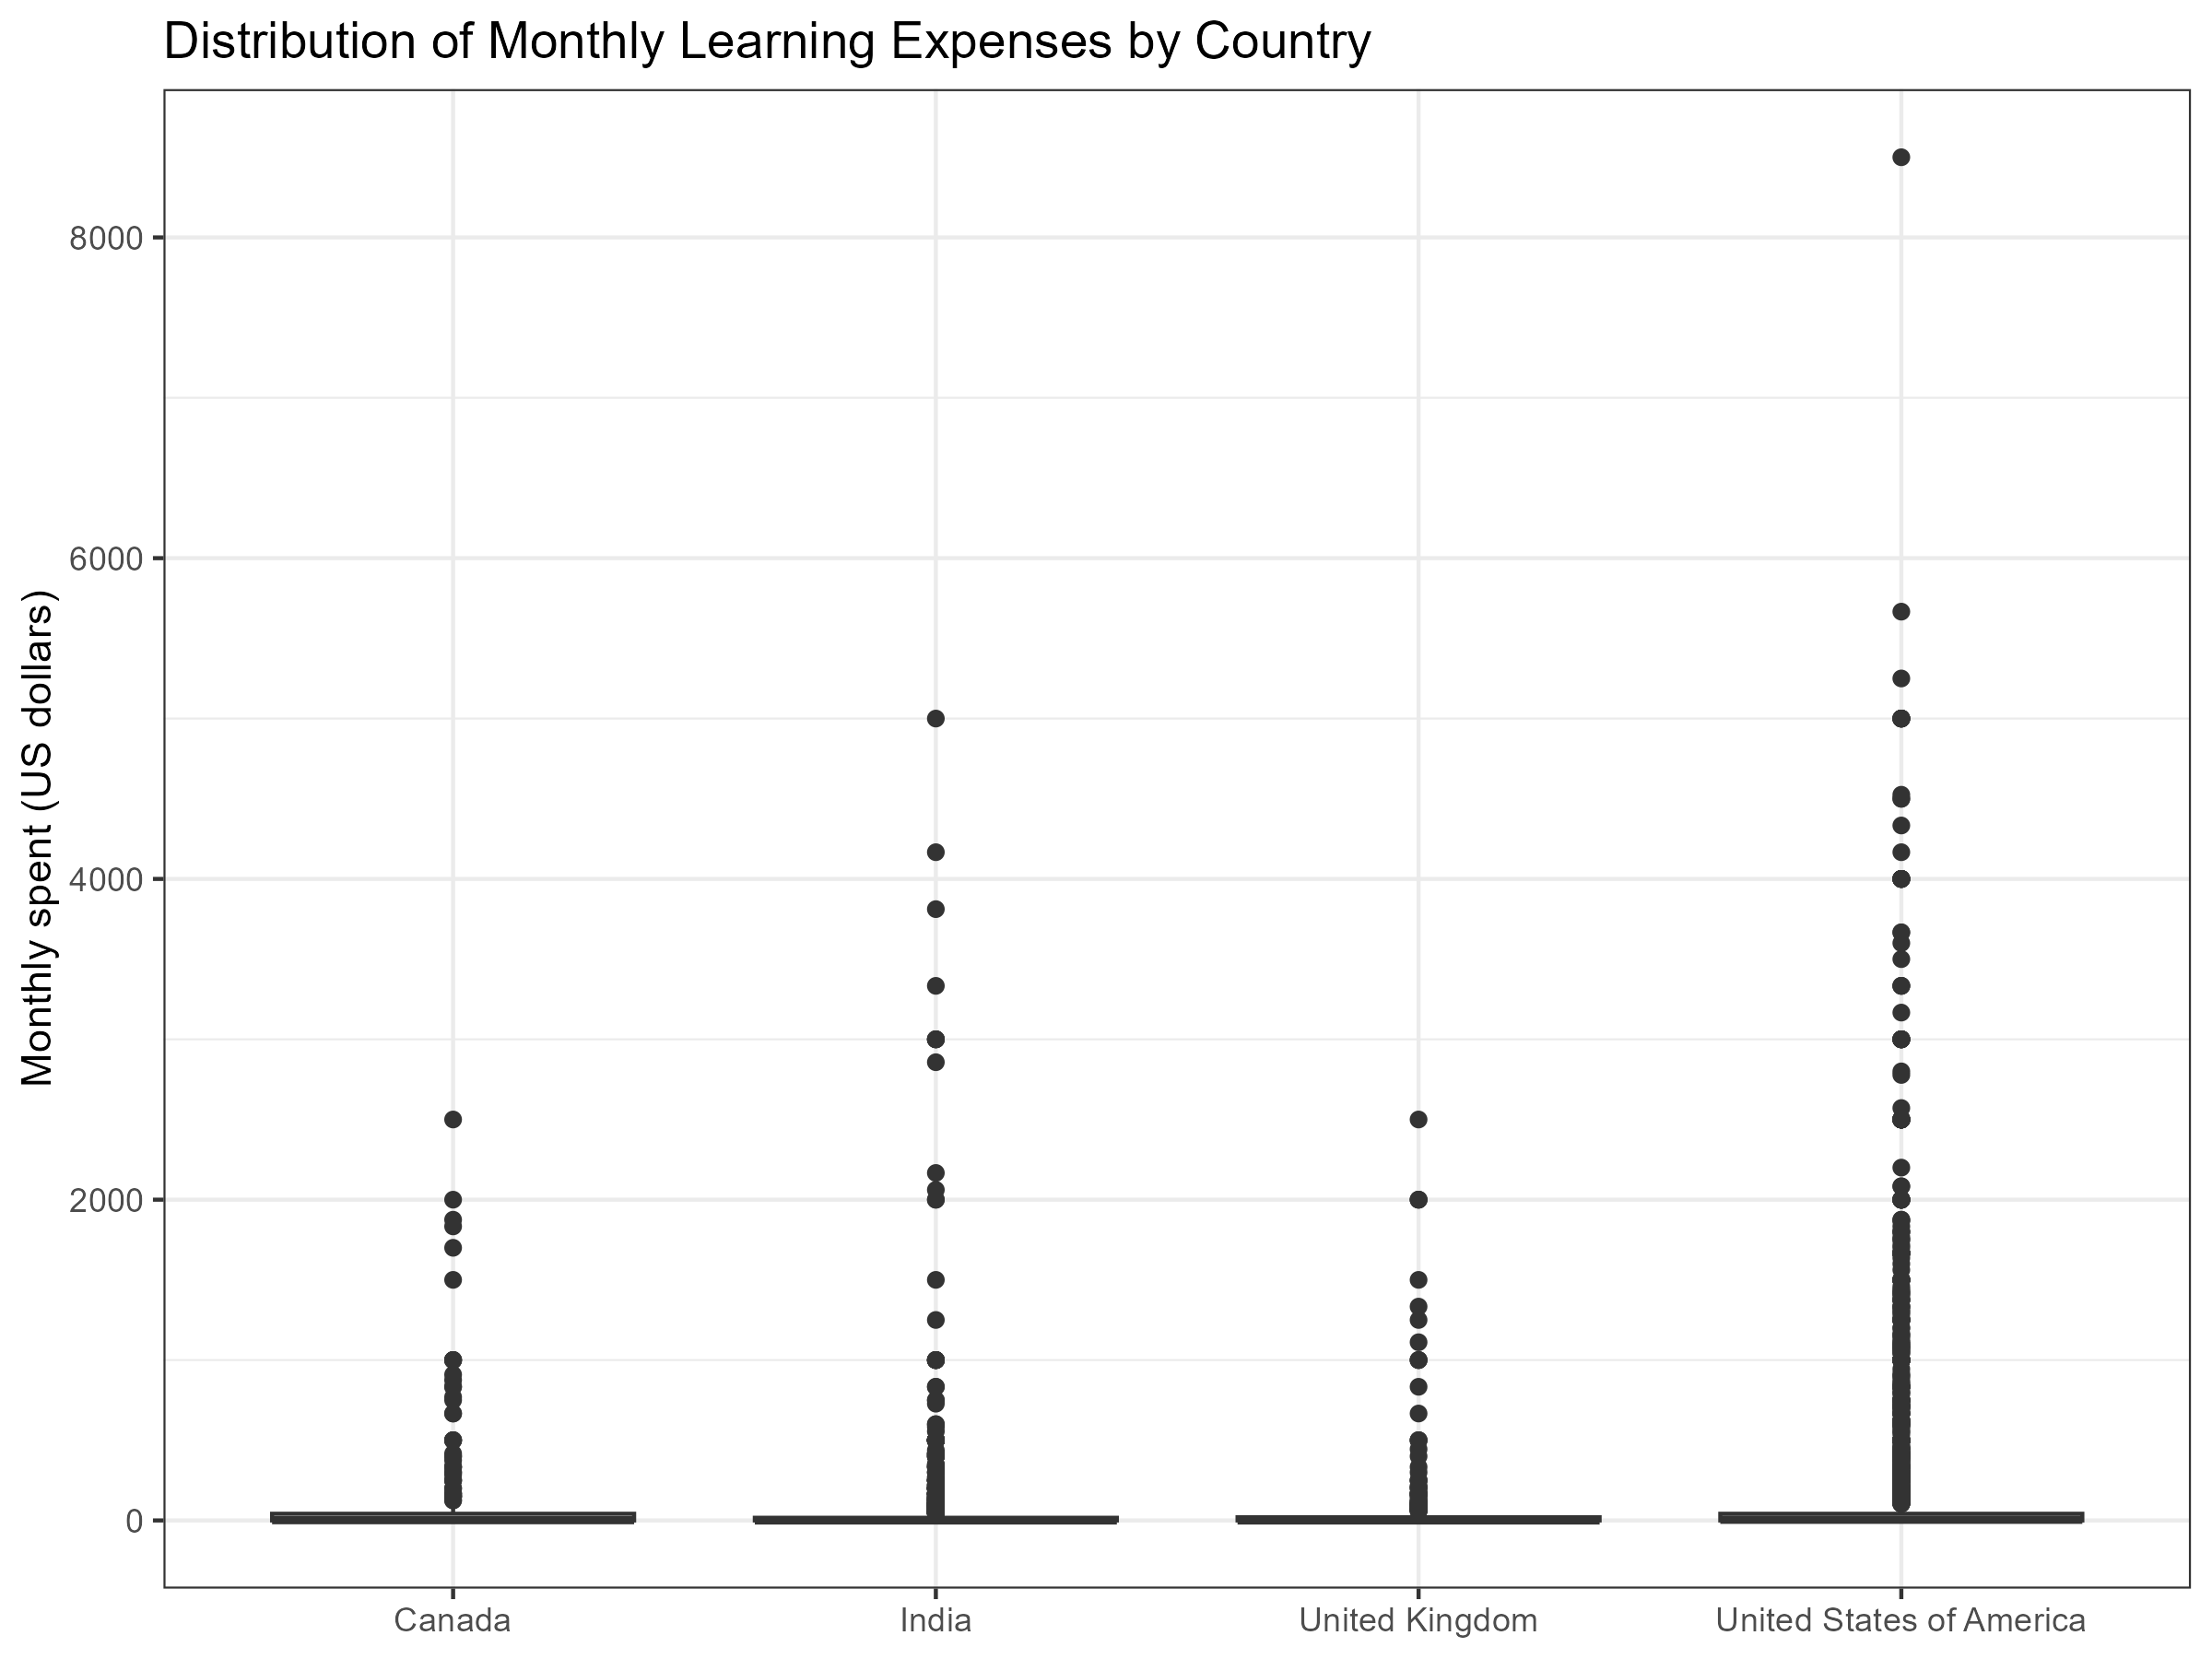 Distribution of Monthly Learning Expenses by Country
Monthly spent (US dollars)
8000
6000
4000
2000
0
Canada
India
United Kingdom
United States of America